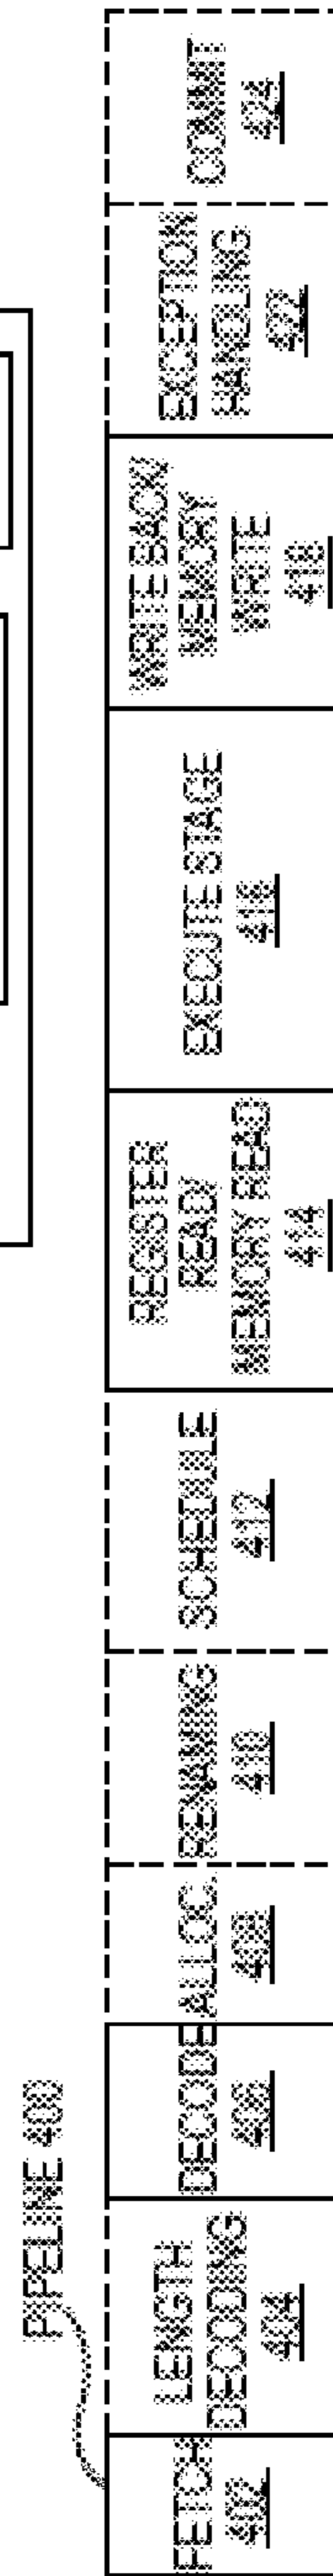 PIPELINE 400
FETCH
402
LENGTH
DECODING
404
DECODE
406
ALLOC.
408
RENAMING
410
SCHEDULE
412
REGISTER
READ/
MEMORY READ
414
EXECUTE STAGE
416
WRITE BACK/
MEMORY
WRITE
418
EXCEPTION
HANDLING
422
COMMIT
424